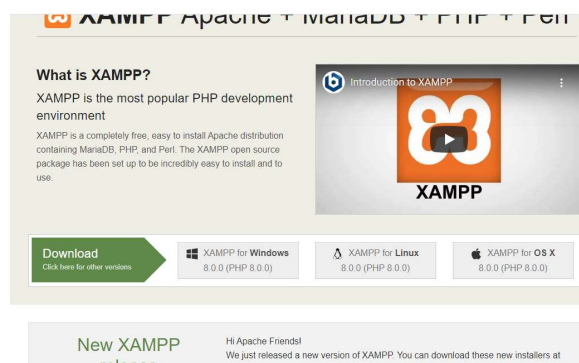 XAMPP Apache + MariaDB + PHP + Perl
What is XAMPP?
XAMPP is the most popular PHP development
environment
XAMPP is a completely free, easy to install Apache distribution
containing MariaDB, PHP, and Perl. The XAMPP open source
package has been set up to be incredibly easy to install and to
use.
Introduction to XAMPP
XAMPP
Download
Click here for other versions
XAMPP for Windows
8.0.0 (PHP 8.0.0)
XAMPP for Linux
8.0.0 (PHP 8.0.0)
XAMPP for OS X
8.0.0 (PHP 8.0.0)
New XAMPP
release
Hi Apache Friends!
We just released a new version of XAMPP. You can download these new installers at